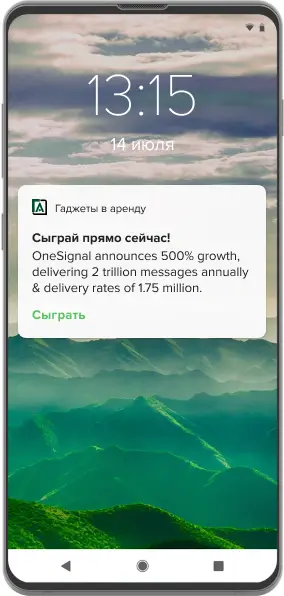 13:15
14 июля
Гаджеты в аренду
Сыграй прямо сейчас!
OneSignal announces 500% growth,
delivering 2 trillion messages annually
& delivery rates of 1.75 million.
Сыграть